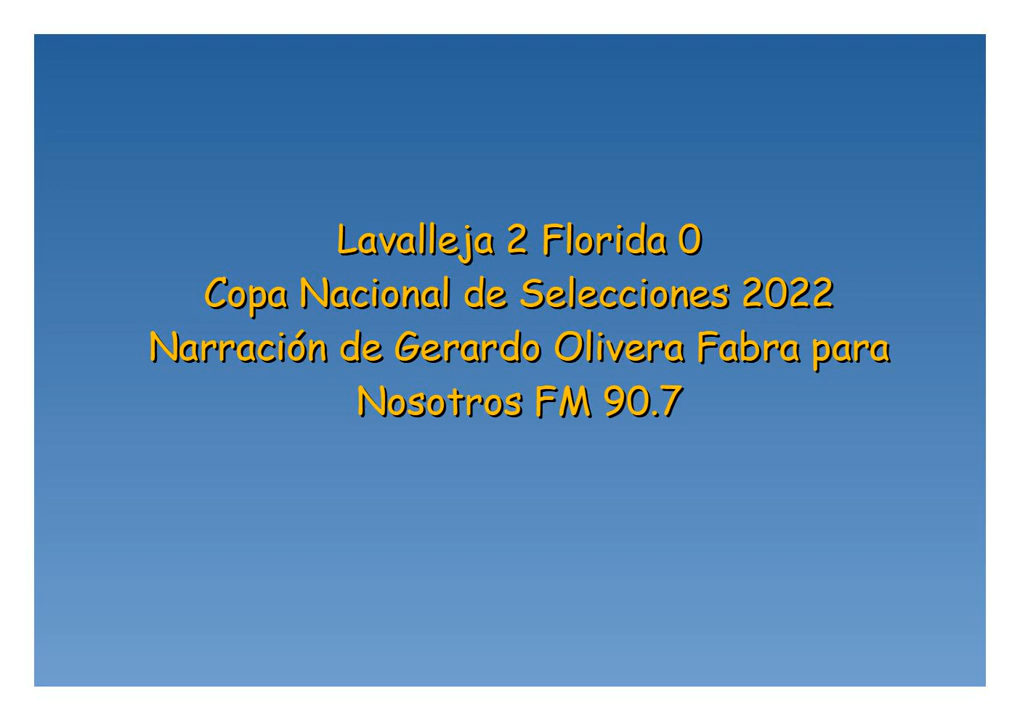 Lavalleja 2 Florida 0
Copa Nacional de Selecciones 2022
Narración de Gerardo Olivera Fabra para
Nosotros FM 90.7